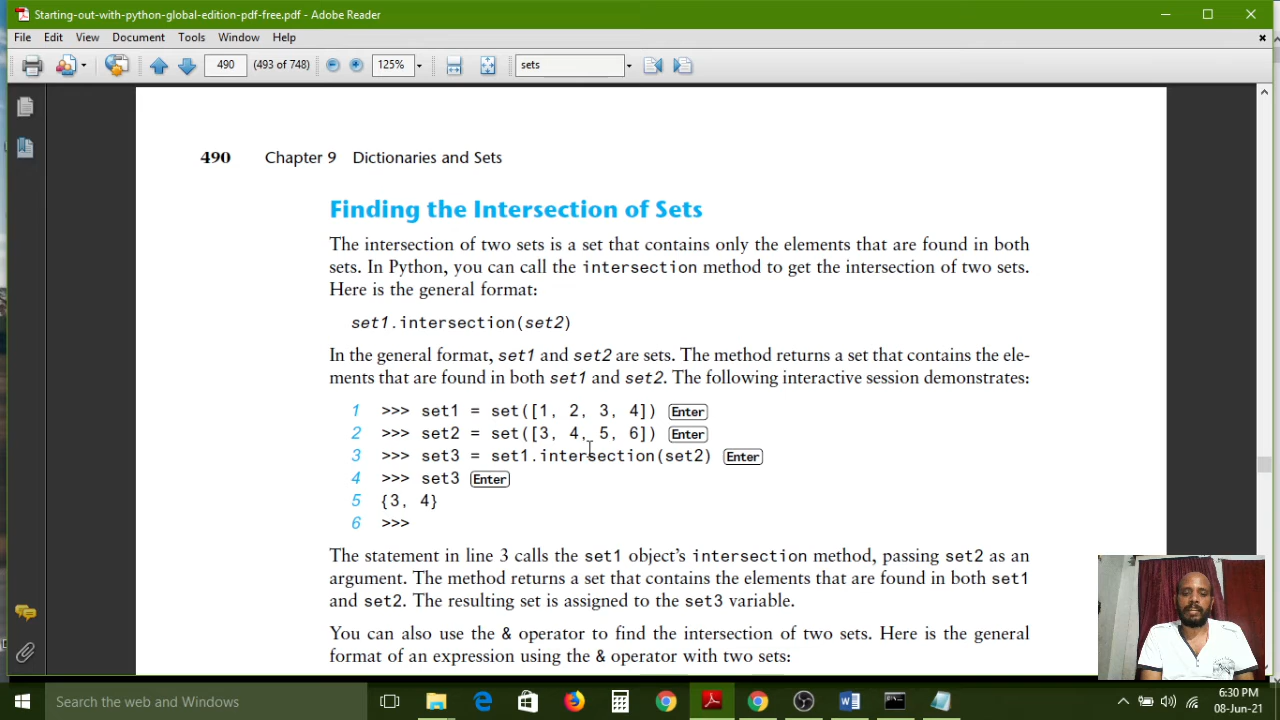 Starting-out-with-python-global-edition-pdf-free.pdf - Adobe Reader
File Edit View Document Tools Window Help
490 (493 of 748) 125% sets
490 Chapter 9 Dictionaries and Sets
Finding the Intersection of Sets
The intersection of two sets is a set that contains only the elements that are found in both
sets. In Python, you can call the intersection method to get the intersection of two sets.
Here is the general format:
set1.intersection(set2)
In the general format, set1 and set2 are sets. The method returns a set that contains the ele-
ments that are found in both set1 and set2. The following interactive session demonstrates:
1 >>> set1 = set([1, 2, 3, 4]) Enter
2 >>> set2 = set([3, 4, 5, 6]) Enter
3 >>> set3 = set1.intersection(set2) Enter
4 >>> set3 Enter
5 {3, 4}
6 >>>
The statement in line 3 calls the set1 object's intersection method, passing set2 as an
argument. The method returns a set that contains the elements that are found in both set1
and set2. The resulting set is assigned to the set3 variable.
You can also use the & operator to find the intersection of two sets. Here is the general
format of an expression using the & operator with two sets:
Search the web and Windows
6:30 PM
08-Jun-21